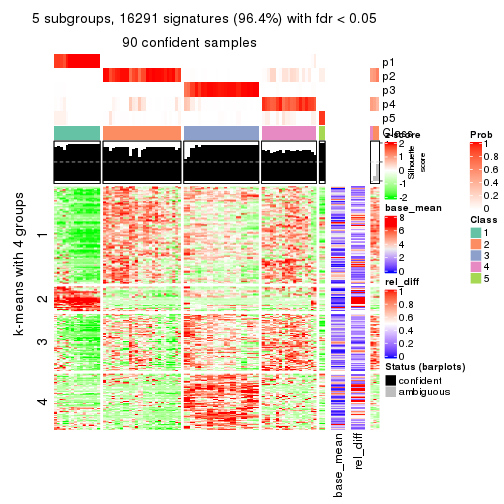 5 subgroups, 16291 signatures (96.4%) with fdr < 0.05
90 confident samples
p1
p2
p3
p4
p5
Class
z-score
2
1
0
-1
-2
Silhouette
score
Prob
1
0.8
0.6
0.4
0.2
0
base_mean
8
6
4
2
0
Class
1
2
3
4
5
rel_diff
1
0.8
0.6
0.4
0.2
0
Status (barplots)
confident
ambiguous
k-means with 4 groups
1
2
3
4
base_mean
rel_diff